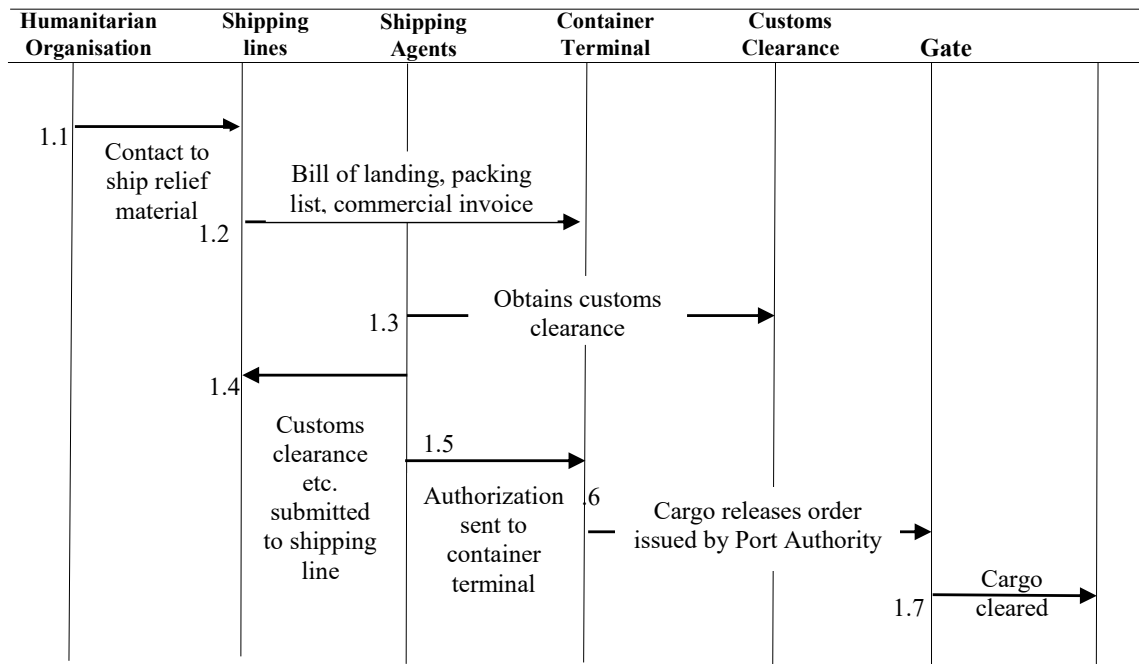 Humanitarian
Organisation
Shipping
lines
Shipping
Agents
Container
Terminal
Customs
Clearance
Gate
1.1
Contact to
ship relief
material
Bill of landing, packing
list, commercial invoice
1.2
Obtains customs
clearance
1.3
1.4
Customs
clearance
etc.
submitted
to shipping
line
1.5
Authorization
sent to
container
terminal
.6
Cargo releases order
issued by Port Authority
1.7
Cargo
cleared